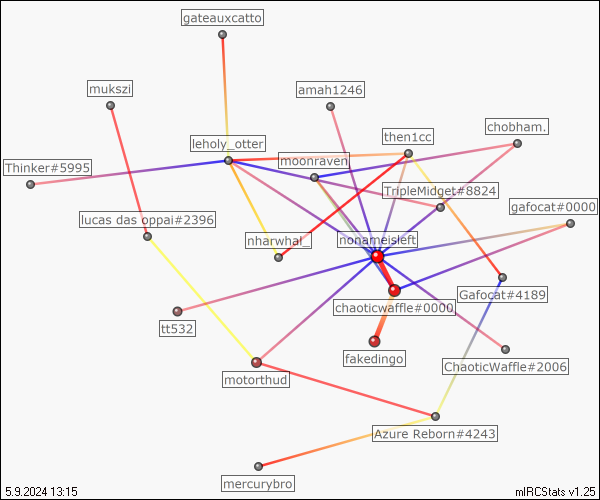 gateauxcatto
mukszi
amah1246
chobham.
then1cc
leholy_otter
moonraven
Thinker#5995
TripleMidget#8824
gafocat#0000
lucas das oppai#2396
nharwhal_
nonameisleft
Gafocat#4189
chaoticwaffle#0000
tt532
fakedingo
ChaoticWaffle#2006
motorthud
Azure Reborn#4243
mercurybro
5.9.2024 13:15
mIRCStats v1.25